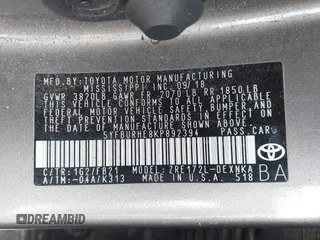 MFD. BY: TOYOTA MOTOR MANUFACTURING
MISSISSIPPI INC. 09/18
GVWR 3820LB GAWR FR 2070LB RR 1850LB
THIS VEHICLE CONFORMS TO ALL APPLICABLE
FEDERAL MOTOR VEHICLE SAFETY, BUMPER, AND
THEFT PREVENTION STANDARDS IN EFFECT ON
THE DATE OF MANUFACTURE SHOWN ABOVE.
5YFBURHE8KP892394 PASS.CAR
TOYOTA
C/TR: 1G2/FB21 MODEL: ZRE172L-DEXNKA
A/TM: -04A/K313 MADE IN U.S.A. 518
BA
DREAMBID